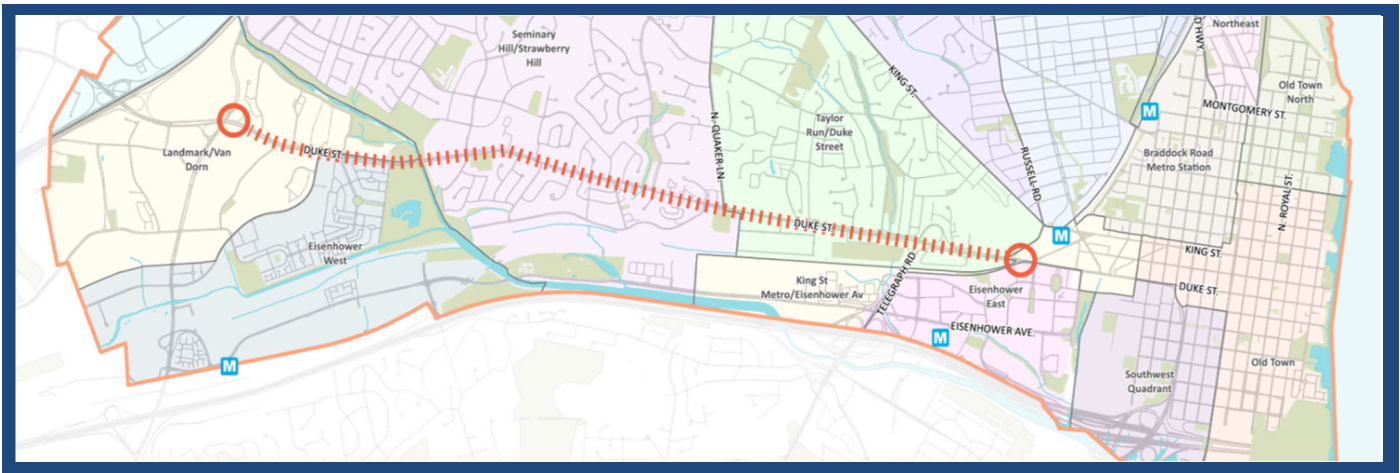 Northeast
D HWY.
Seminary
Hill/Strawberry
Hill
KING ST.
Old Town
North
MONTGOMERY ST.
M
Taylor
Run/Duke
Street
N. QUAKER LN.
Landmark/Van
Dorn
DUKE ST.
RUSSELL RD.
Braddock Road
Metro Station
N. ROYAL ST.
DUKE ST.
M
Eisenhower
West
KING ST.
TELEGRAPH RD.
King St
Metro/Eisenhower Av
Eisenhower
East
DUKE ST.
EISENHOWER AVE.
M
M
Southwest
Quadrant
Old Town